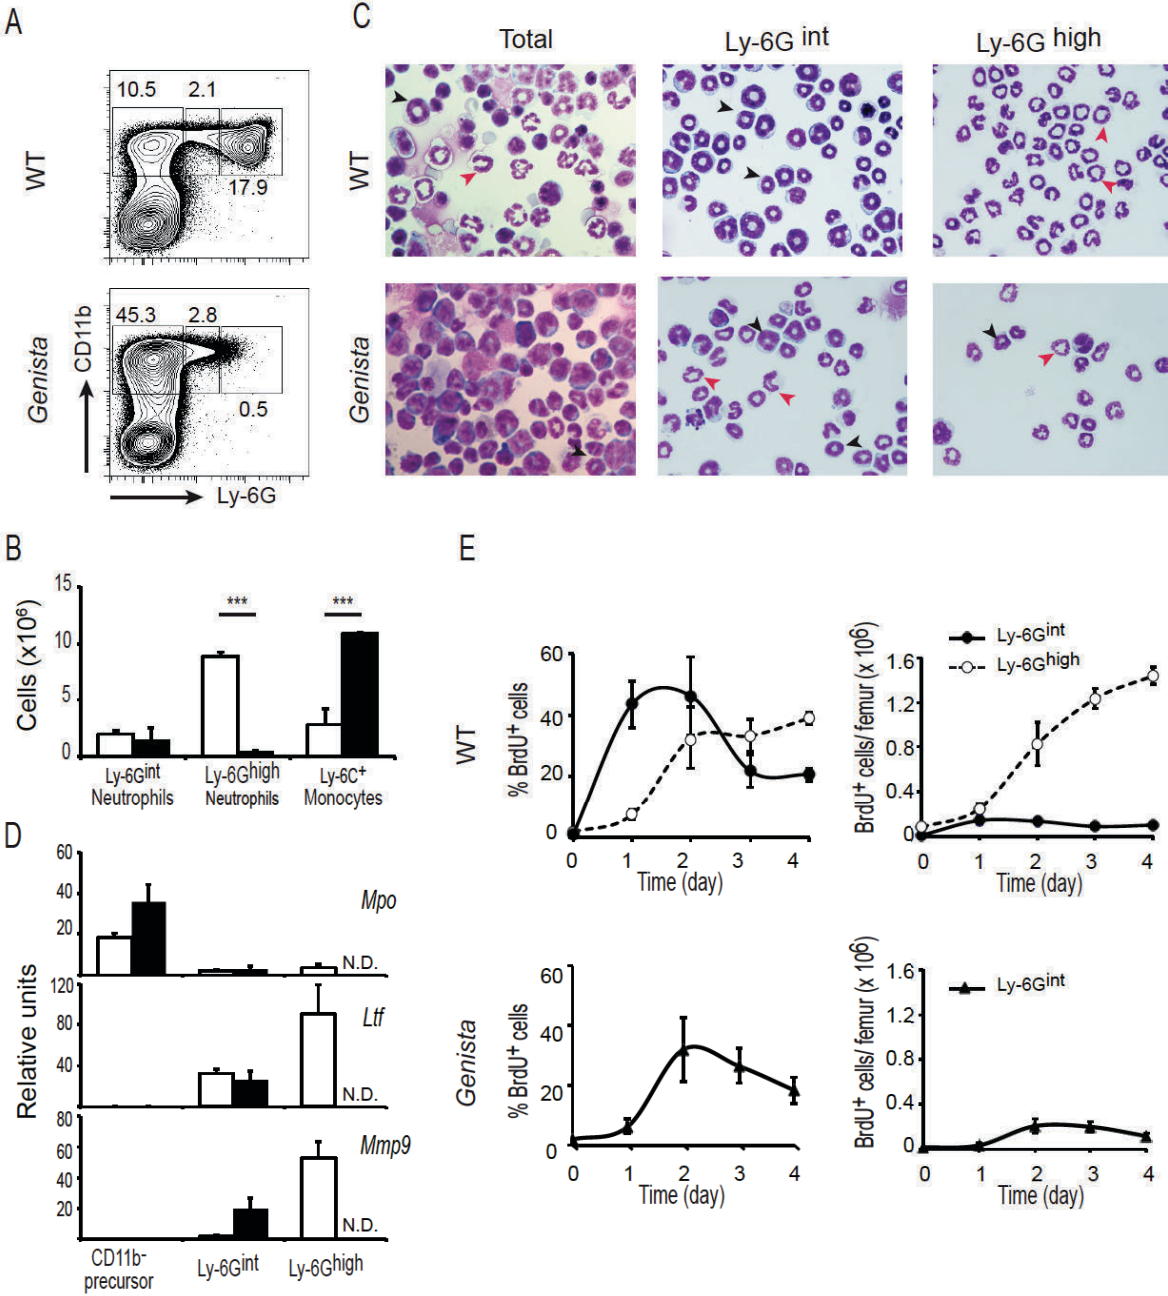 A
WT
10.5
2.1
17.9
Genista
CD11b
45.3
2.8
0.5
Ly-6G
C
Total
Ly-6G int
Ly-6G high
WT
Genista
B
Cells (x10⁶)
15
10
5
0
***
***
Ly-6Gint
Neutrophils
Ly-6Ghigh
Neutrophils
Ly-6C+
Monocytes
D
Relative units
60
40
20
Mpo
N.D.
120
80
40
Ltf
N.D.
80
60
40
20
Mmp9
N.D.
CD11b-
precursor
Ly-6Gint
Ly-6Ghigh
E
WT
% BrdU+ cells
60
40
20
0
0 1 2 3 4
Time (day)
BrdU+ cells/ femur (x 10⁶)
Ly-6Gint
Ly-6Ghigh
1.6
1.2
0.8
0.4
0
0 1 2 3 4
Time (day)
Genista
% BrdU+ cells
60
40
20
0
0 1 2 3 4
Time (day)
BrdU+ cells/ femur (x 10⁶)
Ly-6Gint
1.6
1.2
0.8
0.4
0
0 1 2 3 4
Time (day)